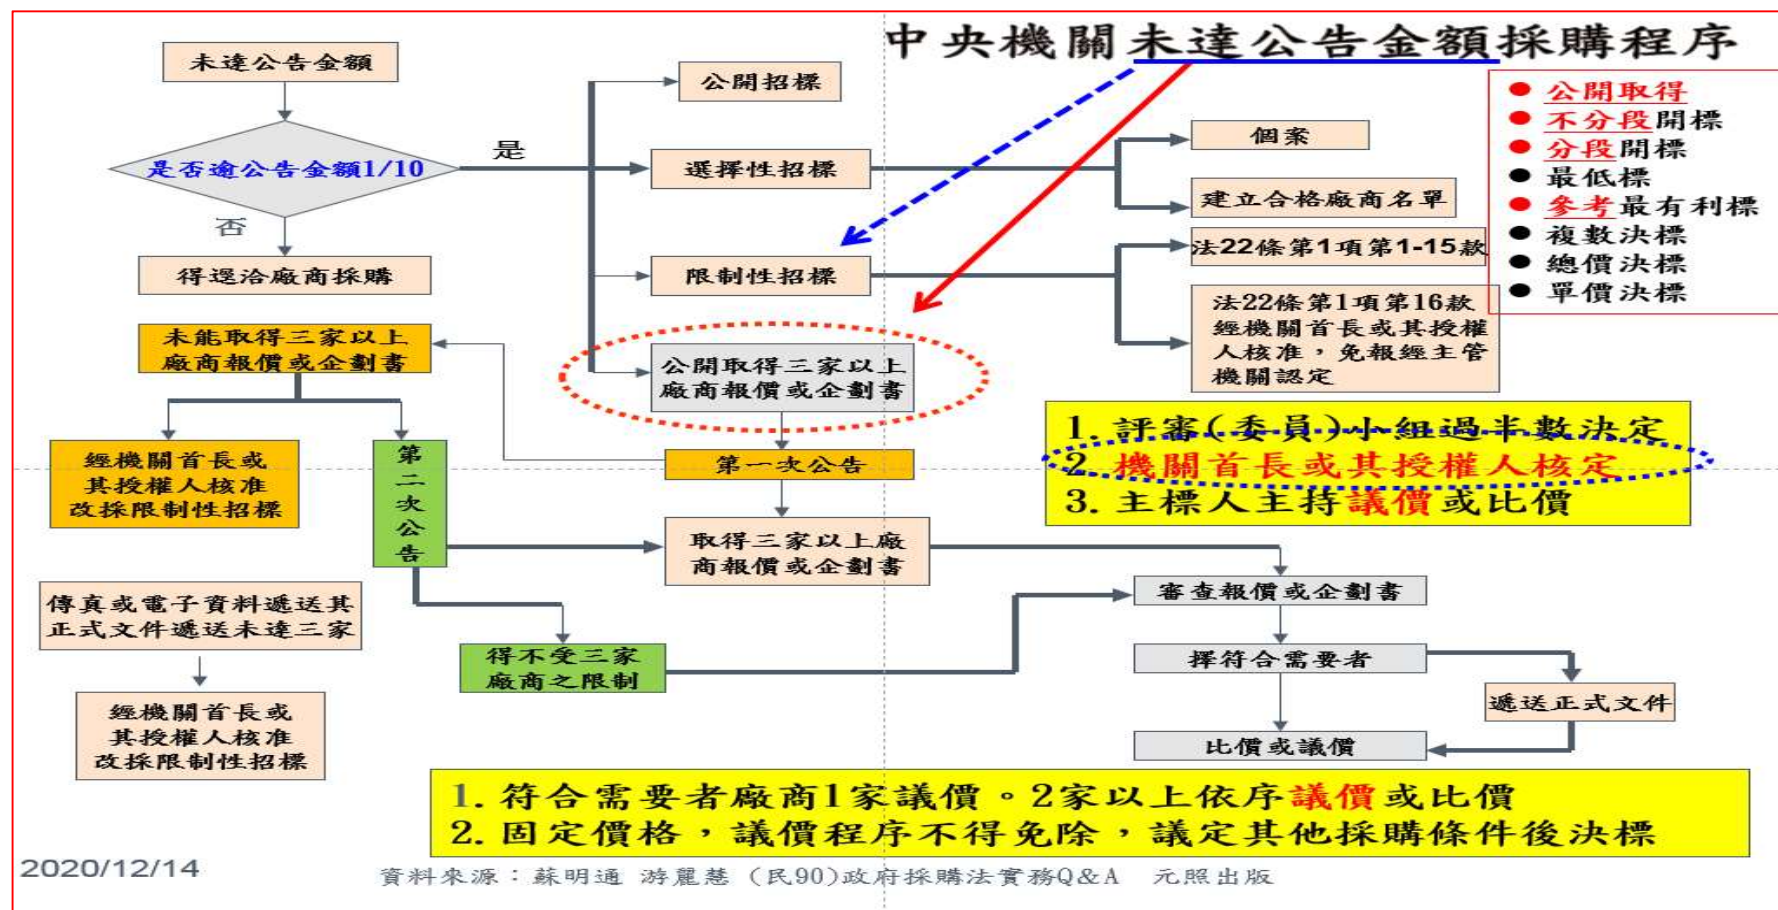 中央機關未達公告金額採購程序
未達公告金額
是否逾公告金額1/10
是
否
得逕洽廠商採購
公開招標
選擇性招標
限制性招標
公開取得三家以上
廠商報價或企劃書
個案
建立合格廠商名單
法22條第1項第1-15款
法22條第1項第16款
經機關首長或其授權
人核准，免報經主管
機關認定
● 公開取得
● 不分段開標
● 分段開標
● 最低標
● 參考最有利標
● 複數決標
● 總價決標
● 單價決標
未能取得三家以上
廠商報價或企劃書
經機關首長或
其授權人核准
改採限制性招標
第二次公告
第一次公告
取得三家以上廠
商報價或企劃書
1. 評審(委員)小組過半數決定
2. 機關首長或其授權人核定
3. 主標人主持議價或比價
傳真或電子資料遞送其
正式文件遞送未達三家
經機關首長或
其授權人核准
改採限制性招標
得不受三家
廠商之限制
審查報價或企劃書
擇符合需要者
遞送正式文件
比價或議價
1. 符合需要者廠商1家議價。2家以上依序議價或比價
2. 固定價格，議價程序不得免除，議定其他採購條件後決標
2020/12/14
資料來源：蘇明通 游麗慧 (民90)政府採購法實務Q&A 元照出版